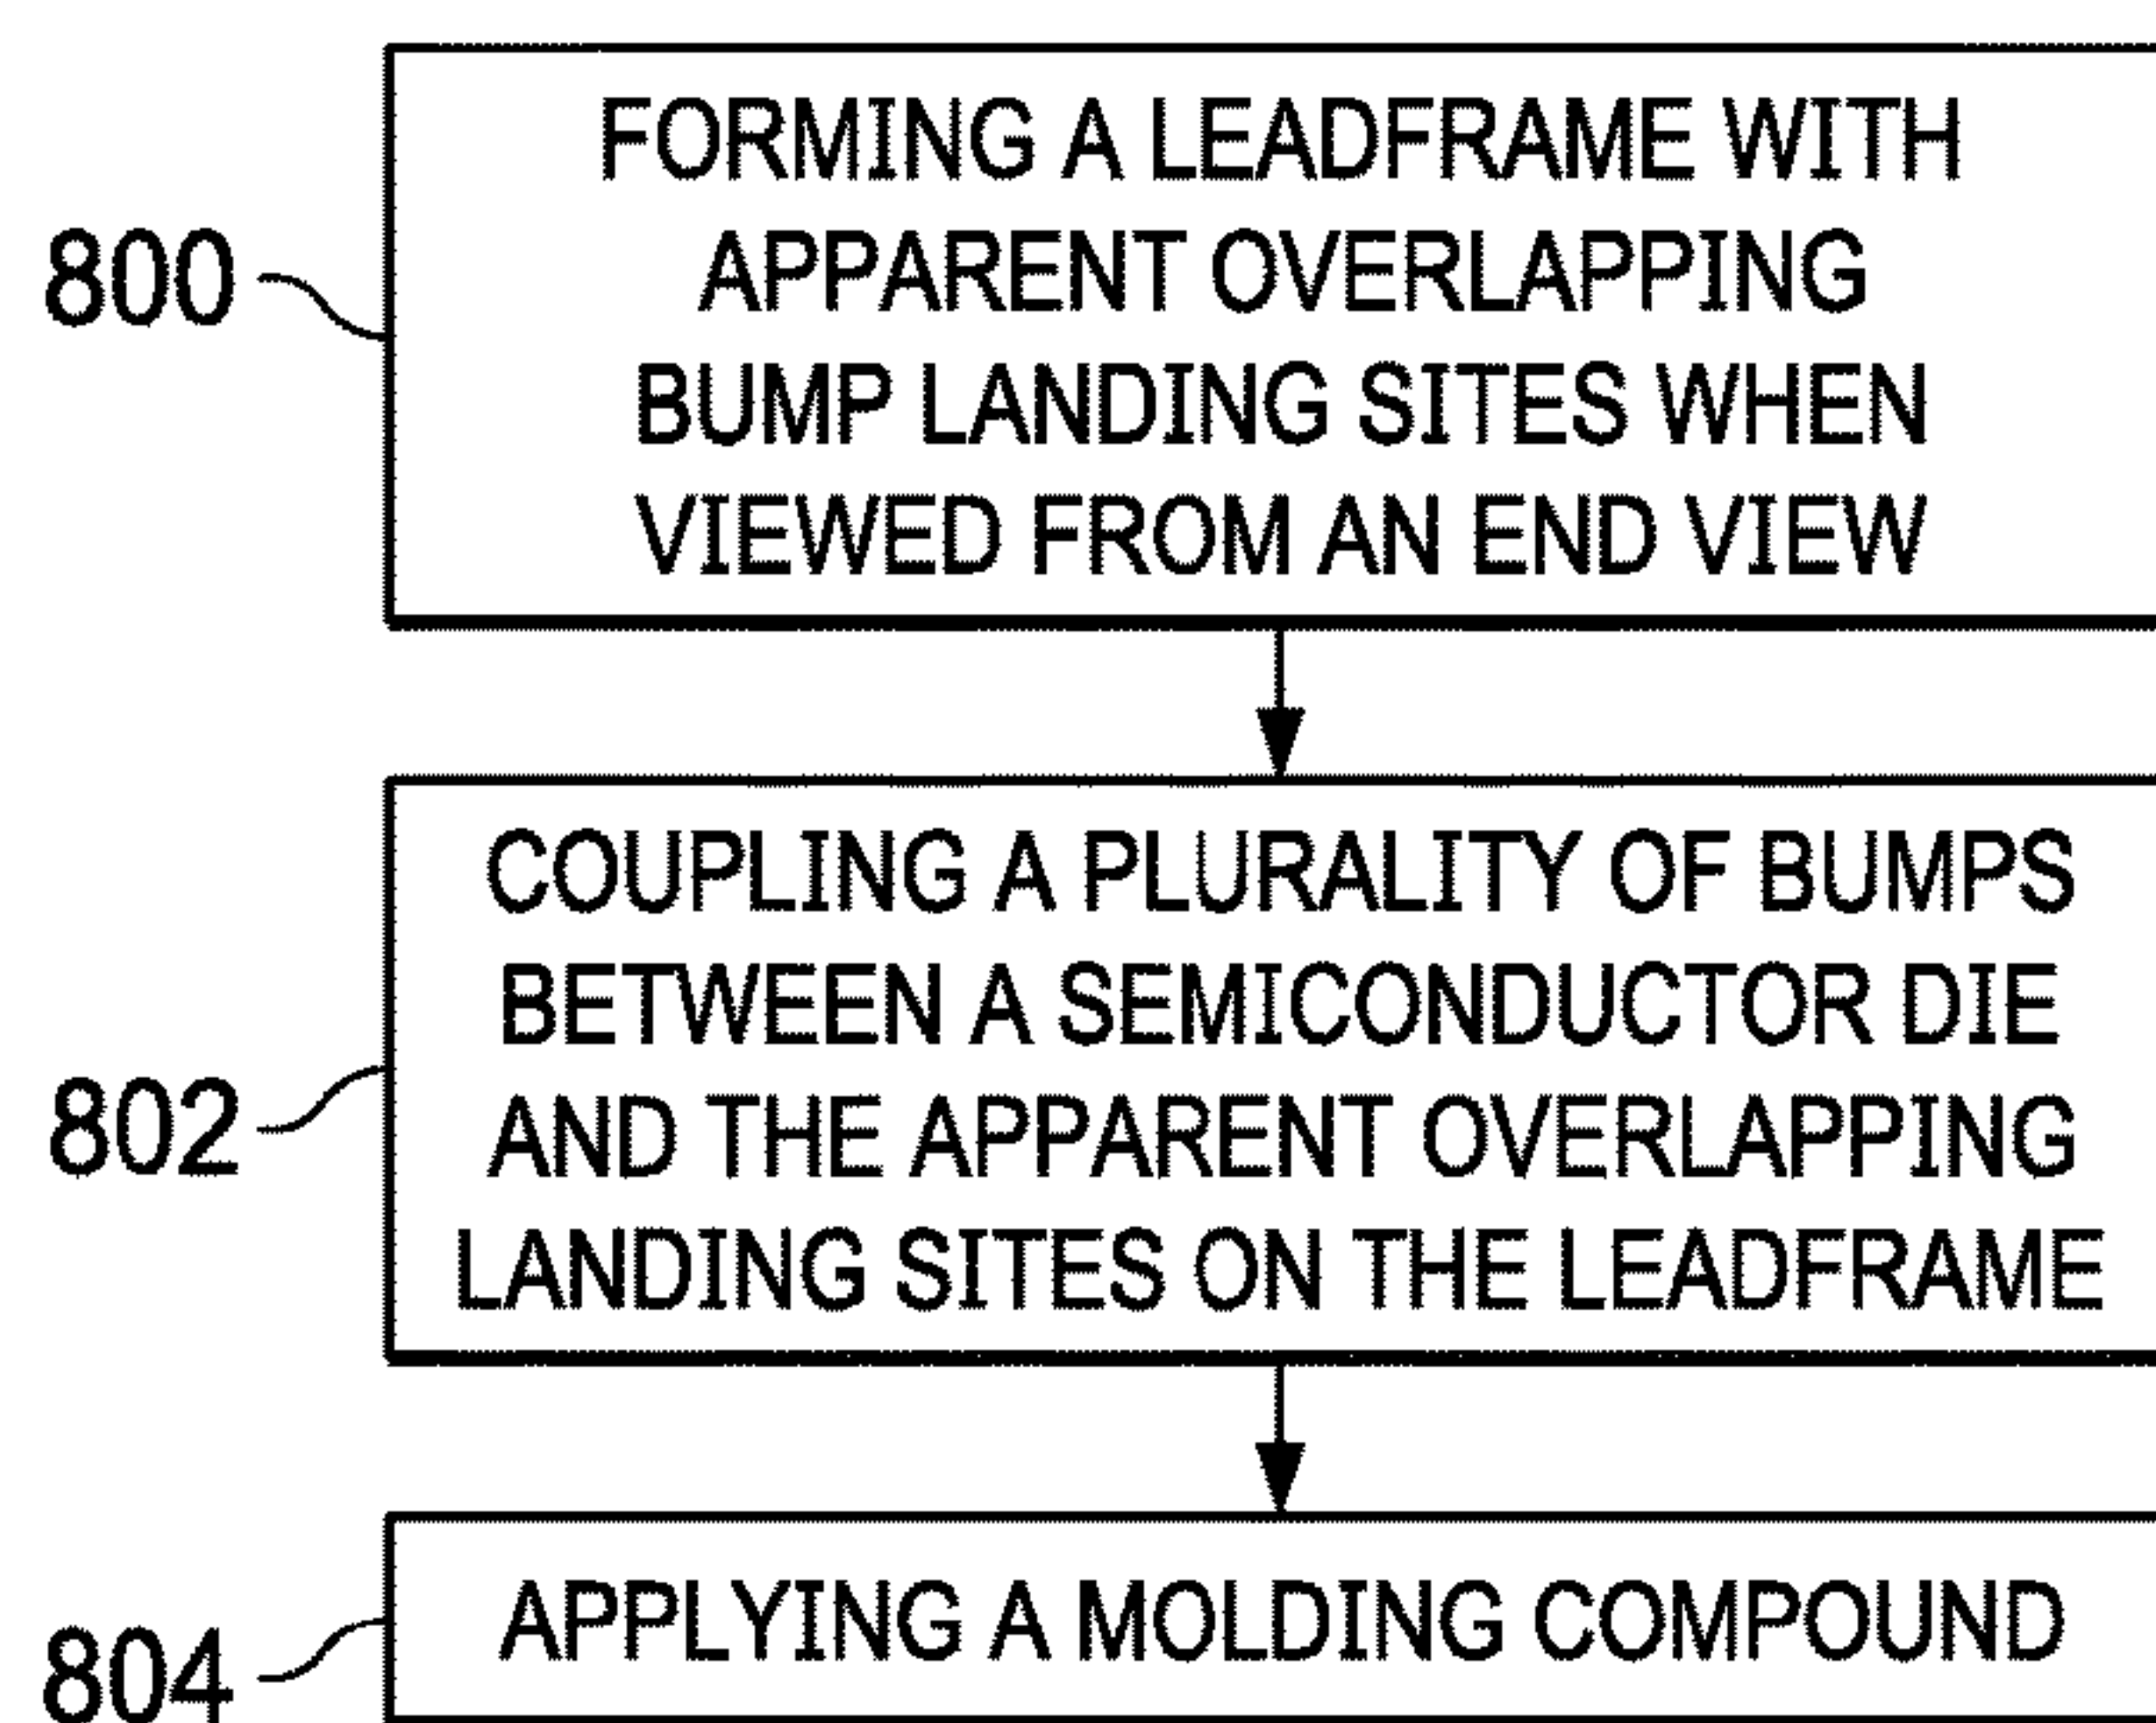 FORMING A LEADFRAME WITH
APPARENT OVERLAPPING
800
BUMP LANDING SITES WHEN
VIEWED FROM AN END VIEW
COUPLING A PLURALITY OF BUMPS
BETWEEN A SEMICONDUCTOR DIE
802
AND THE APPARENT OVERLAPPING
LANDING SITES ON THE LEADFRAME
APPLYING A MOLDING COMPOUND
804